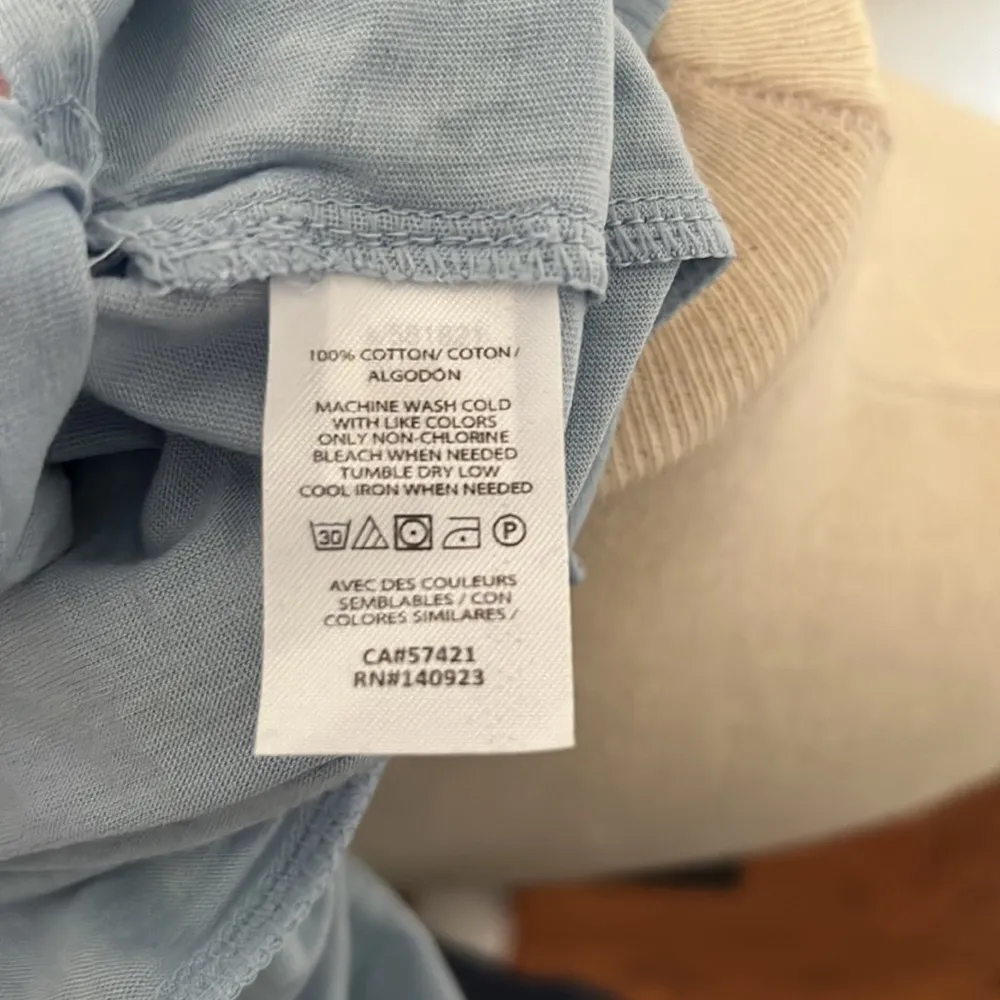 100% COTTON/ COTON/
ALGODÓN
MACHINE WASH COLD
WITH LIKE COLORS
ONLY NON-CHLORINE
BLEACH WHEN NEEDED
TUMBLE DRY LOW
COOL IRON WHEN NEEDED
30 P
AVEC DES COULEURS
SEMBLABLES / CON
COLORES SIMILARES /
CA#57421
RN#140923